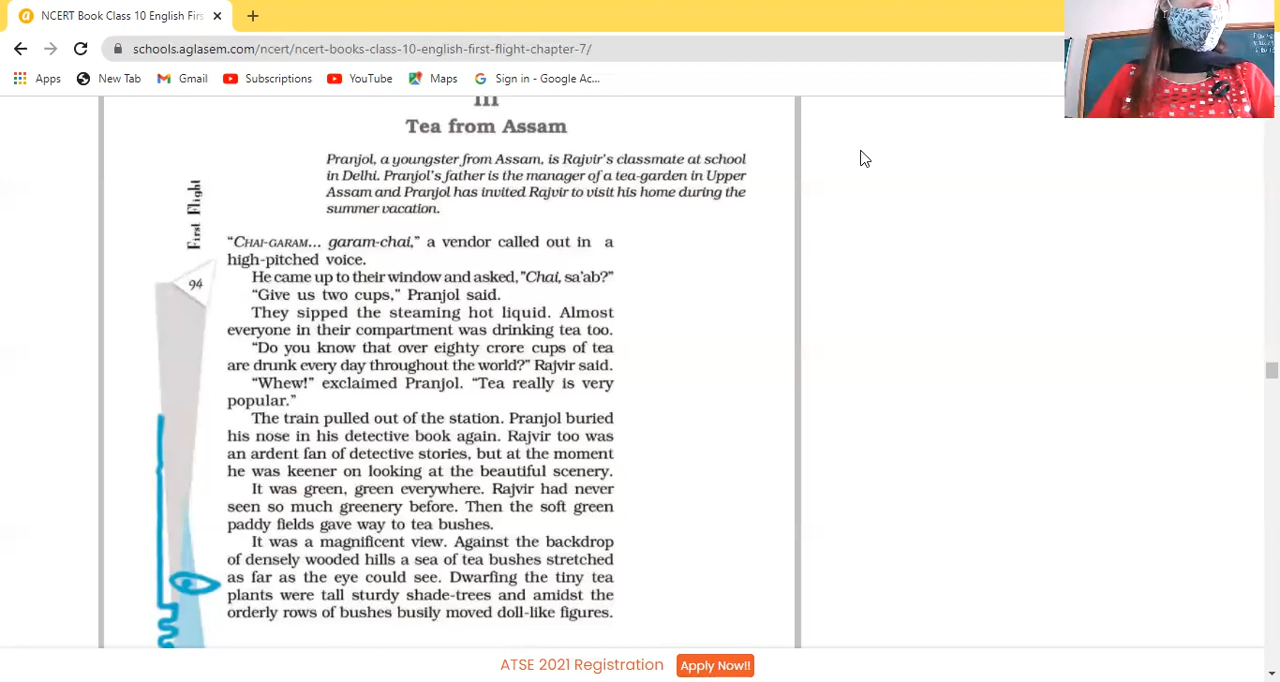 NCERT Book Class 10 English Firs
schools.aglasem.com/ncert/ncert-books-class-10-english-first-flight-chapter-7/
Apps New Tab Gmail Subscriptions YouTube Maps Sign in - Google Ac...
III
Tea from Assam
Pranjol, a youngster from Assam, is Rajvir's classmate at school
in Delhi. Pranjol's father is the manager of a tea-garden in Upper
Assam and Pranjol has invited Rajvir to visit his home during the
summer vacation.
First Flight
94
“CHAI-GARAM... garam-chai,” a vendor called out in a
high-pitched voice.
He came up to their window and asked, ”Chai, sa’ab?”
“Give us two cups,” Pranjol said.
They sipped the steaming hot liquid. Almost
everyone in their compartment was drinking tea too.
“Do you know that over eighty crore cups of tea
are drunk every day throughout the world?” Rajvir said.
“Whew!” exclaimed Pranjol. “Tea really is very
popular.”
The train pulled out of the station. Pranjol buried
his nose in his detective book again. Rajvir too was
an ardent fan of detective stories, but at the moment
he was keener on looking at the beautiful scenery.
It was green, green everywhere. Rajvir had never
seen so much greenery before. Then the soft green
paddy fields gave way to tea bushes.
It was a magnificent view. Against the backdrop
of densely wooded hills a sea of tea bushes stretched
as far as the eye could see. Dwarfing the tiny tea
plants were tall sturdy shade-trees and amidst the
orderly rows of bushes busily moved doll-like figures.
ATSE 2021 Registration Apply Now!!